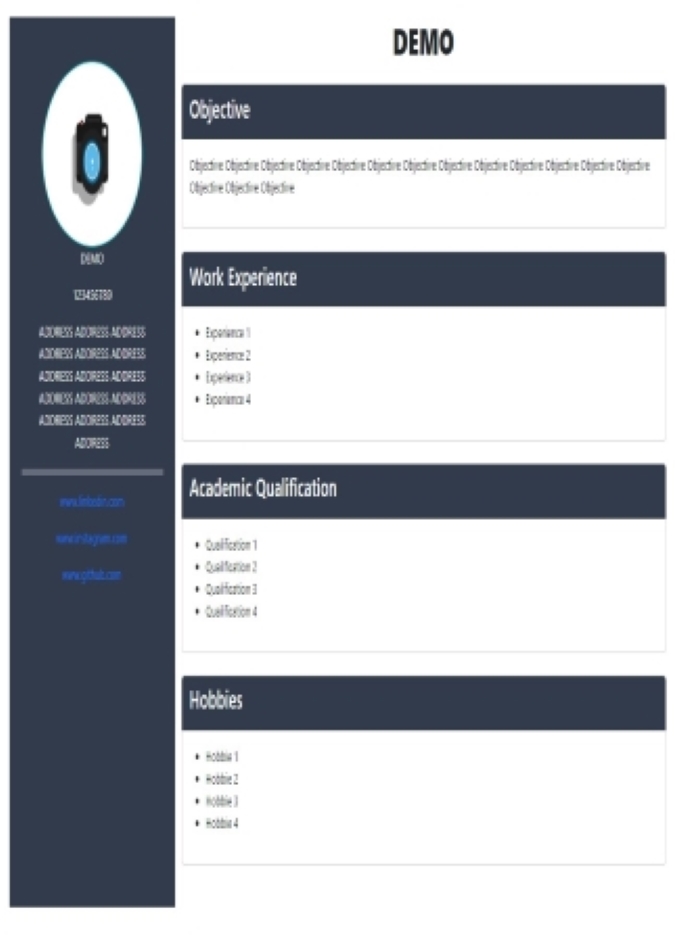 DEMO
123456789
ADDRESS ADDRESS ADDRESS
ADDRESS ADDRESS ADDRESS
ADDRESS ADDRESS ADDRESS
ADDRESS ADDRESS ADDRESS
ADDRESS ADDRESS ADDRESS
ADDRESS
www.linkedin.com
www.instagram.com
www.github.com
DEMO
Objective
Objective Objective Objective Objective Objective Objective Objective Objective Objective Objective Objective Objective Objective
Objective Objective Objective
Work Experience
• Experience 1
• Experience 2
• Experience 3
• Experience 4
Academic Qualification
• Qualification 1
• Qualification 2
• Qualification 3
• Qualification 4
Hobbies
• Hobbie 1
• Hobbie 2
• Hobbie 3
• Hobbie 4